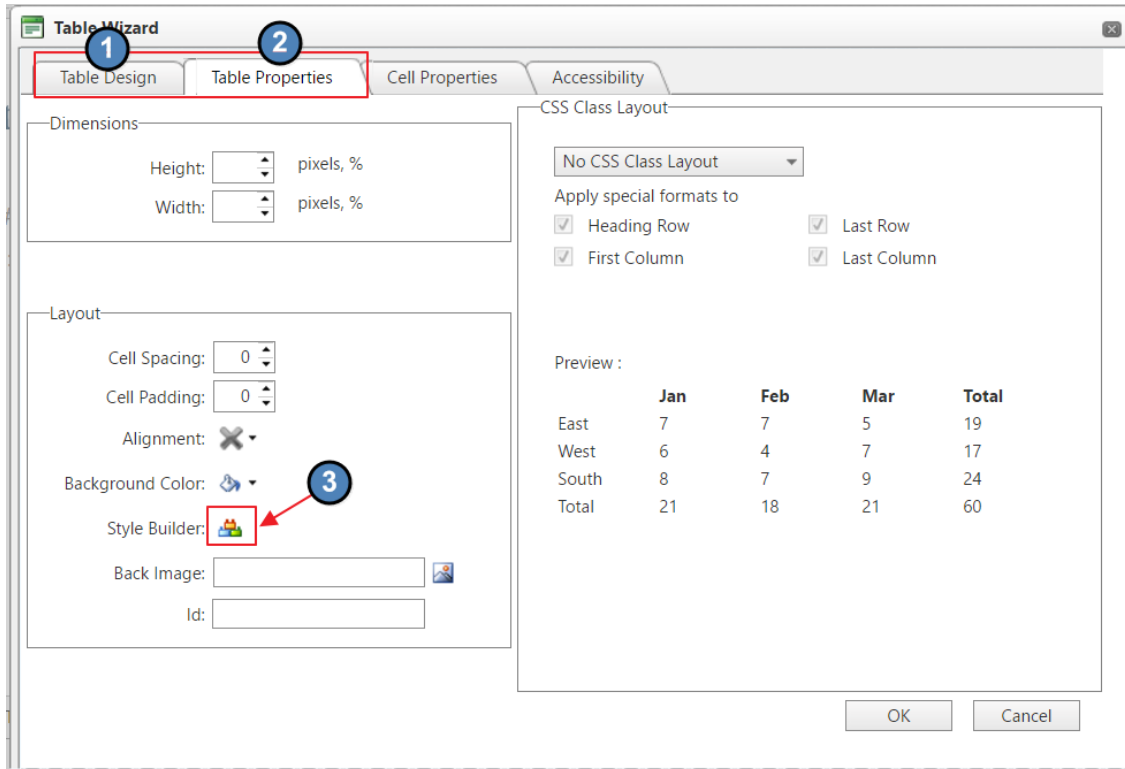 Table Wizard
1
2
Table Design Table Properties Cell Properties Accessibility
Dimensions
Height: pixels, %
Width: pixels, %
Layout
Cell Spacing: 0
Cell Padding: 0
Alignment:
Background Color:
3
Style Builder:
Back Image:
Id:
CSS Class Layout
No CSS Class Layout
Apply special formats to
Heading Row Last Row
First Column Last Column
Preview :
Jan Feb Mar Total
East 7 7 5 19
West 6 4 7 17
South 8 7 9 24
Total 21 18 21 60
OK Cancel